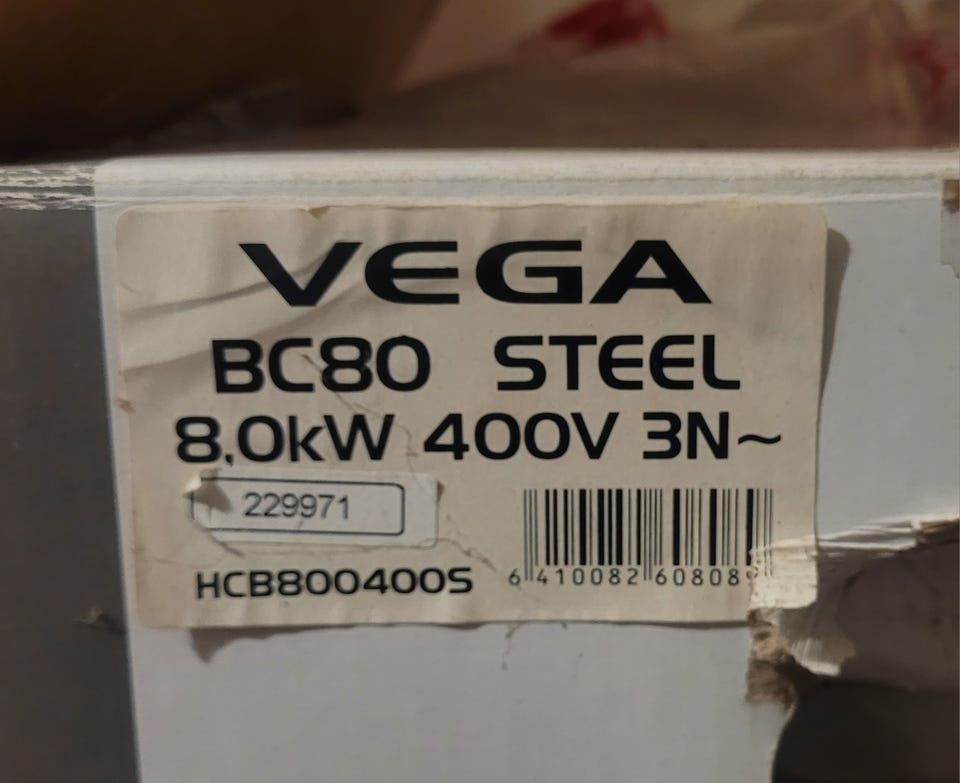 VEGA
BC80 STEEL
8,0kW 400V 3N~
229971
HCB800400S
6 410082 60808